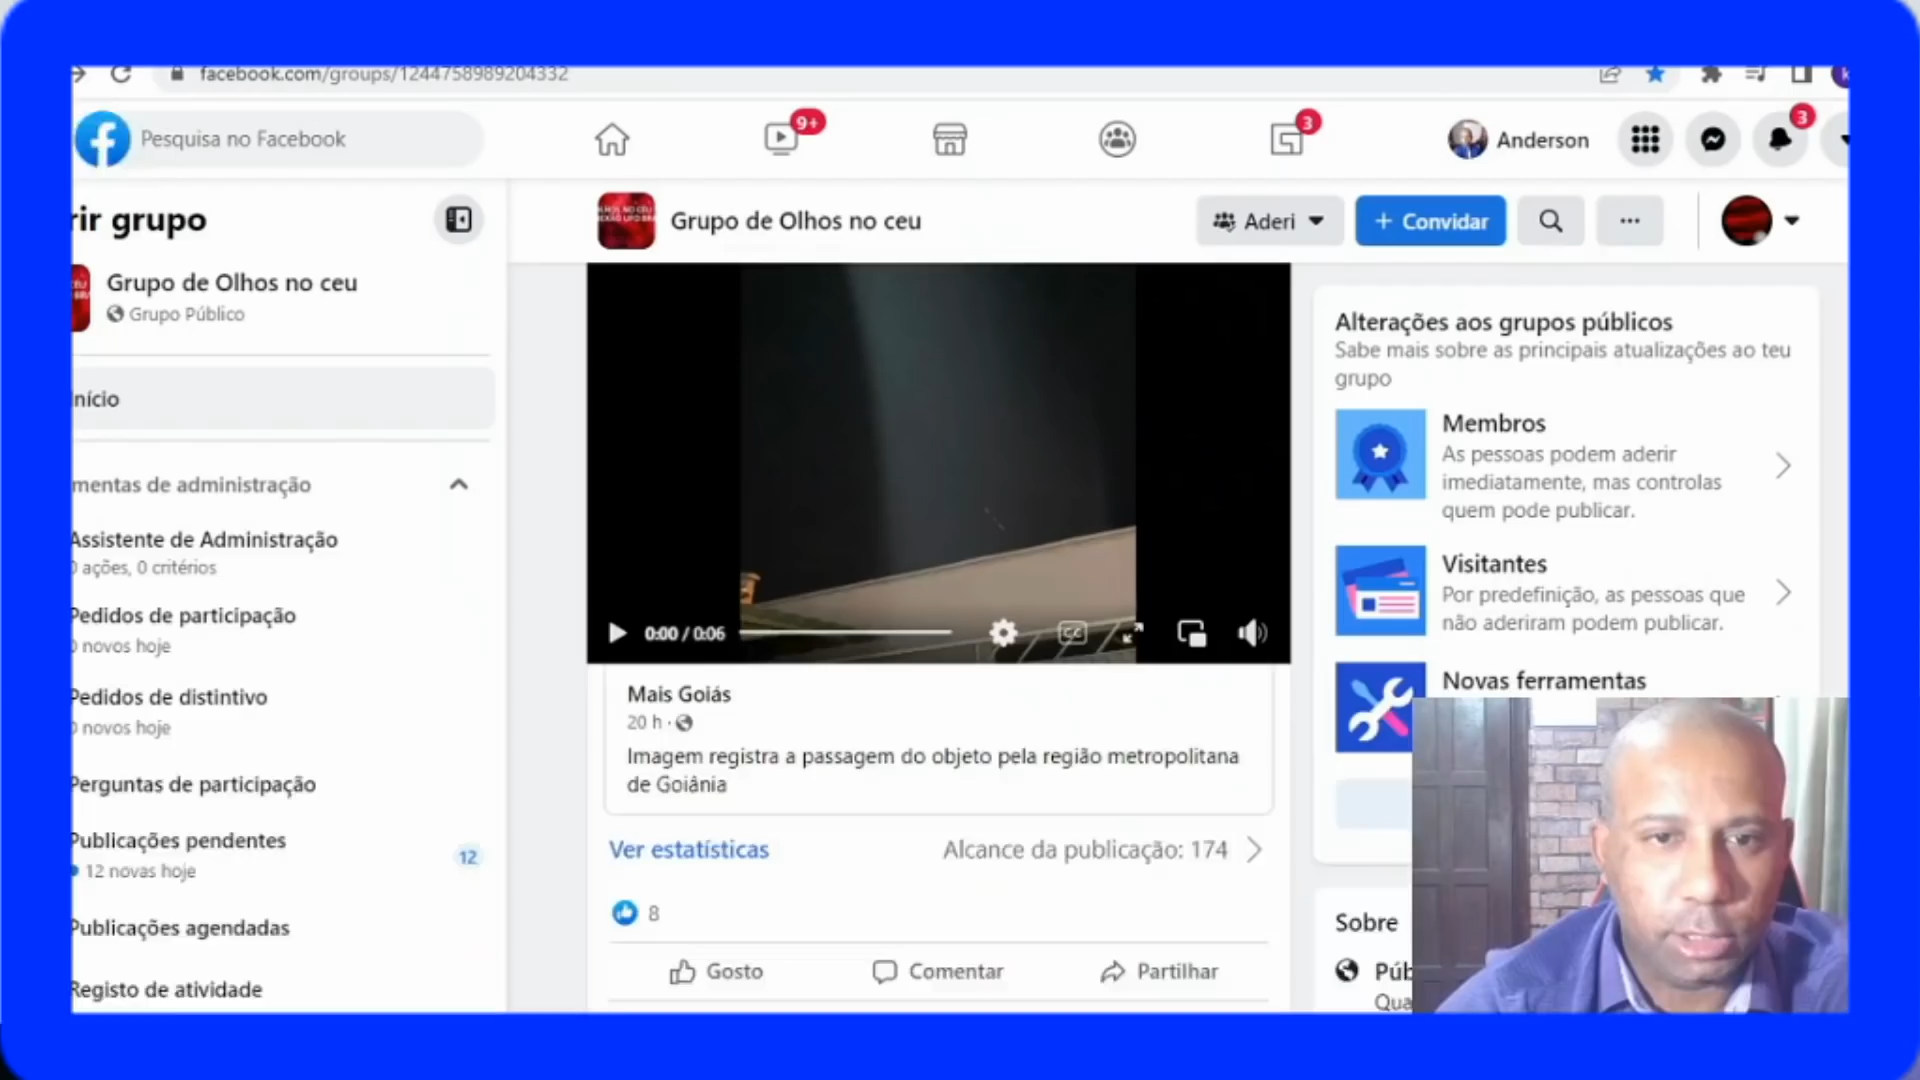 facebook.com/groups/1244758989204332
Pesquisa no Facebook
9+
3
Anderson
3
rir grupo
Grupo de Olhos no ceu
Grupo Público
nício
mentas de administração
Assistente de Administração
0 ações, 0 critérios
Pedidos de participação
0 novos hoje
Pedidos de distintivo
0 novos hoje
Perguntas de participação
Publicações pendentes
12 novas hoje
12
Publicações agendadas
Registo de atividade
Grupo de Olhos no ceu
Aderi
+ Convidar
0:00 / 0:06
CC
Mais Goiás
20 h ·
Imagem registra a passagem do objeto pela região metropolitana
de Goiânia
Ver estatísticas
Alcance da publicação: 174
8
Gosto
Comentar
Partilhar
Alterações aos grupos públicos
Sabe mais sobre as principais atualizações ao teu
grupo
Membros
As pessoas podem aderir
imediatamente, mas controlas
quem pode publicar.
Visitantes
Por predefinição, as pessoas que
não aderiram podem publicar.
Novas ferramentas
Sobre
Púb
Qua